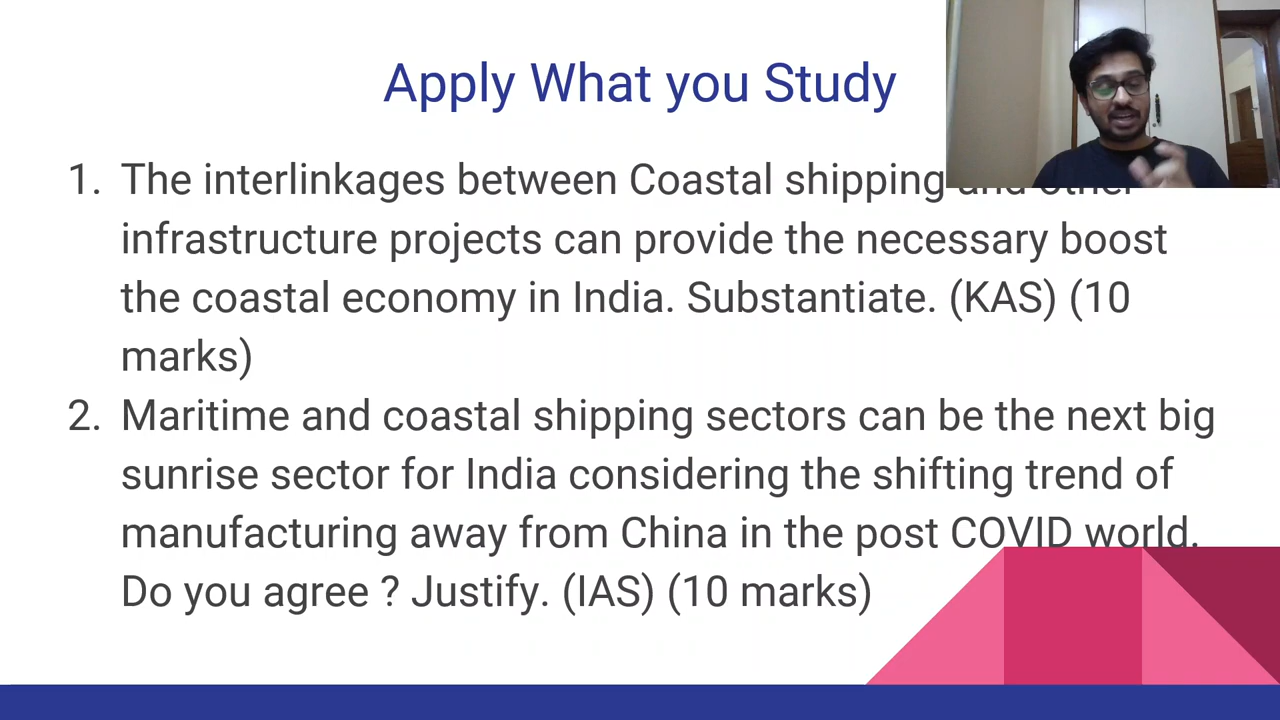 Apply What you Study
1. The interlinkages between Coastal shipping and other
infrastructure projects can provide the necessary boost
the coastal economy in India. Substantiate. (KAS) (10
marks)
2. Maritime and coastal shipping sectors can be the next big
sunrise sector for India considering the shifting trend of
manufacturing away from China in the post COVID world.
Do you agree ? Justify. (IAS) (10 marks)